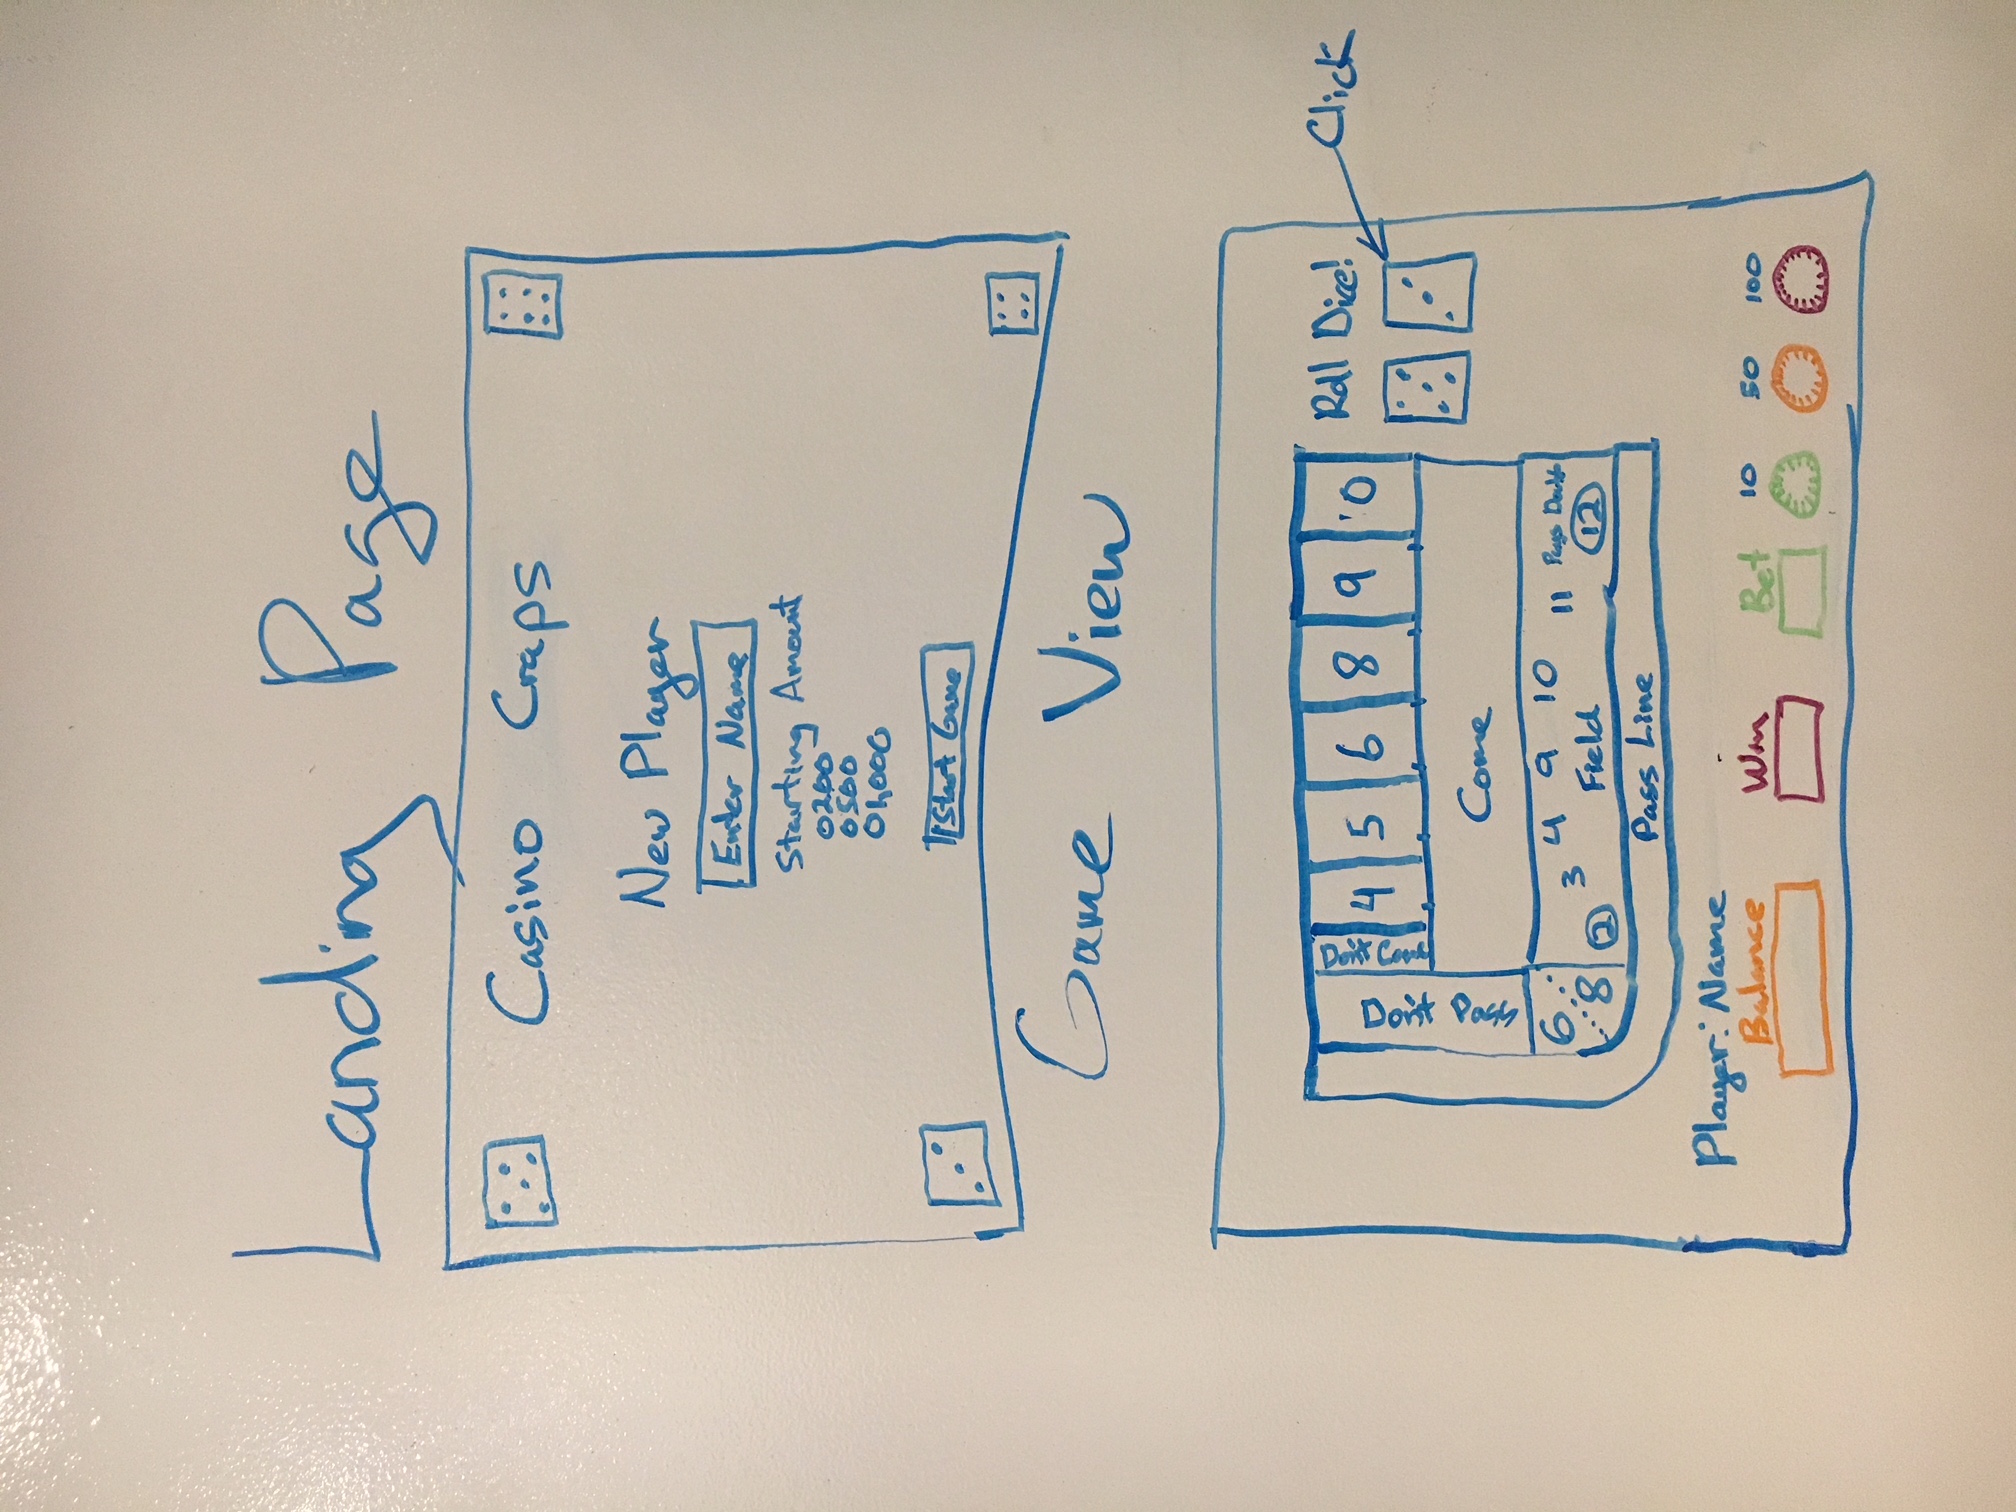 Landing Page
Casino Craps
New Player
Enter Name
Starting Amount
200
500
1,000
Start Game
Game View
Click
Roll Dice!
Don't Come
4 5 6 8 9 10
Don't Pass
Come
6 8
2 3 4 9 10 11 12
Field
Pass Line
Player: Name
Balance
Win
Bet
10
50
100